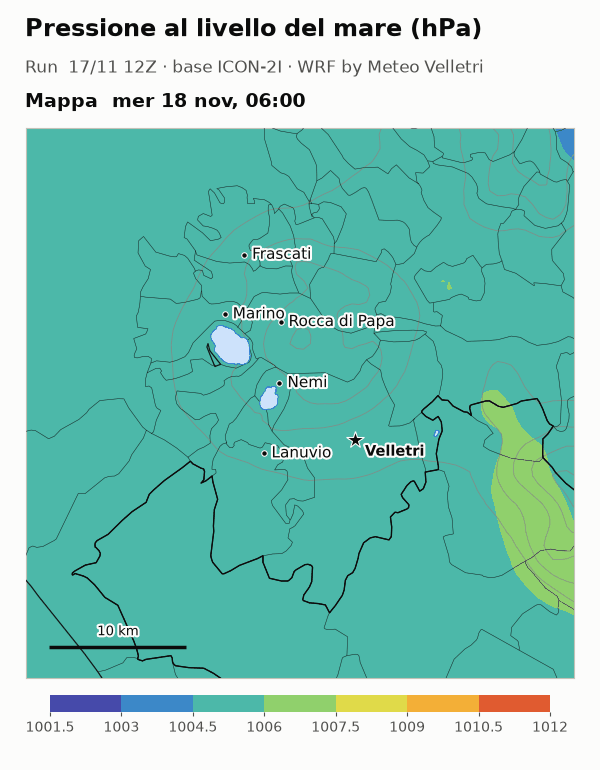 Pressione al livello del mare (hPa)
Run  17/11 12Z · base ICON-2I · WRF by Meteo Velletri
Mappa  mer 18 nov, 06:00
Frascati
Marino
Rocca di Papa
Nemi
Velletri
Lanuvio
10 km
1001.5 1003 1004.5 1006 1007.5 1009 1010.5 1012